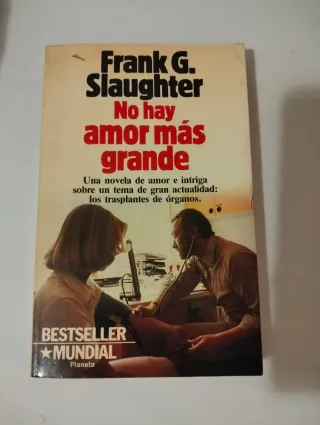 Frank G.
Slaughter
No hay
amor más
grande
Una novela de amor e intriga
sobre un tema de gran actualidad:
los trasplantes de órganos.
BESTSELLER
★MUNDIAL
Planeta